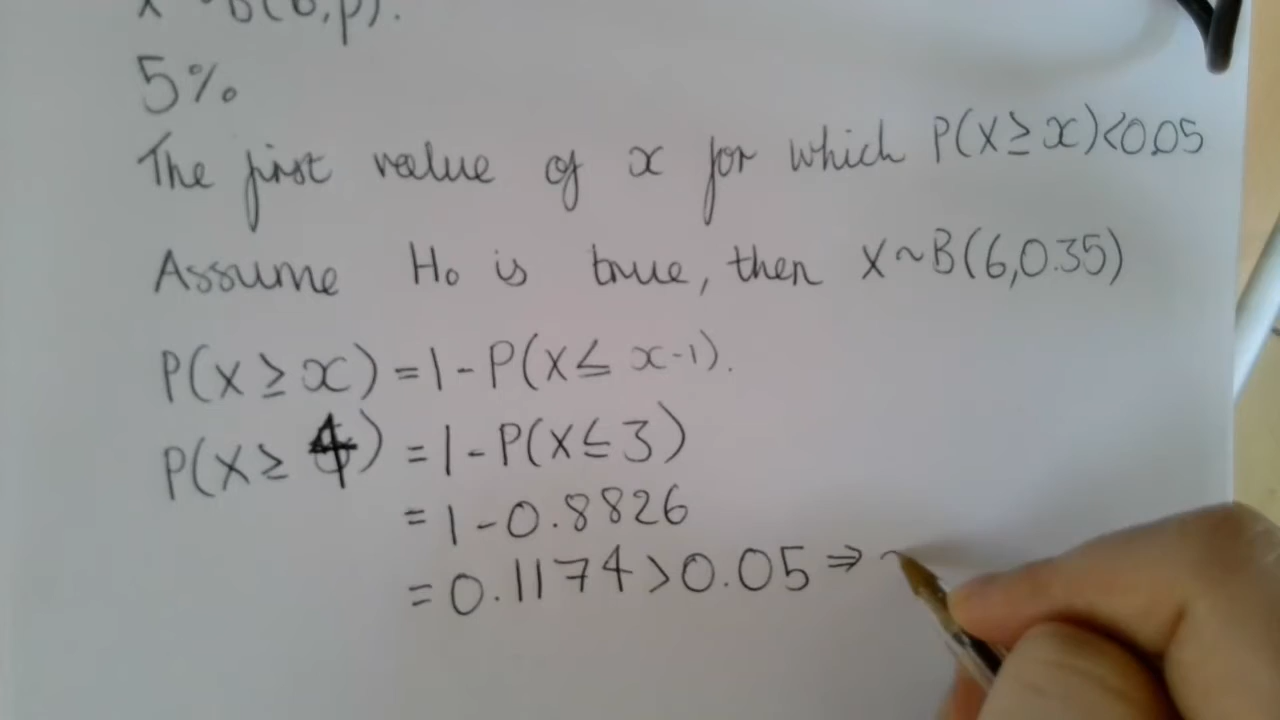 X ~B(6,p).
5%
The first value of x for which P(X≥x)<0.05
Assume H₀ is true, then X~B(6,0.35)
P(X≥x)=1-P(X≤x-1).
P(X≥4)=1-P(X≤3)
=1-0.8826
=0.1174>0.05⇒